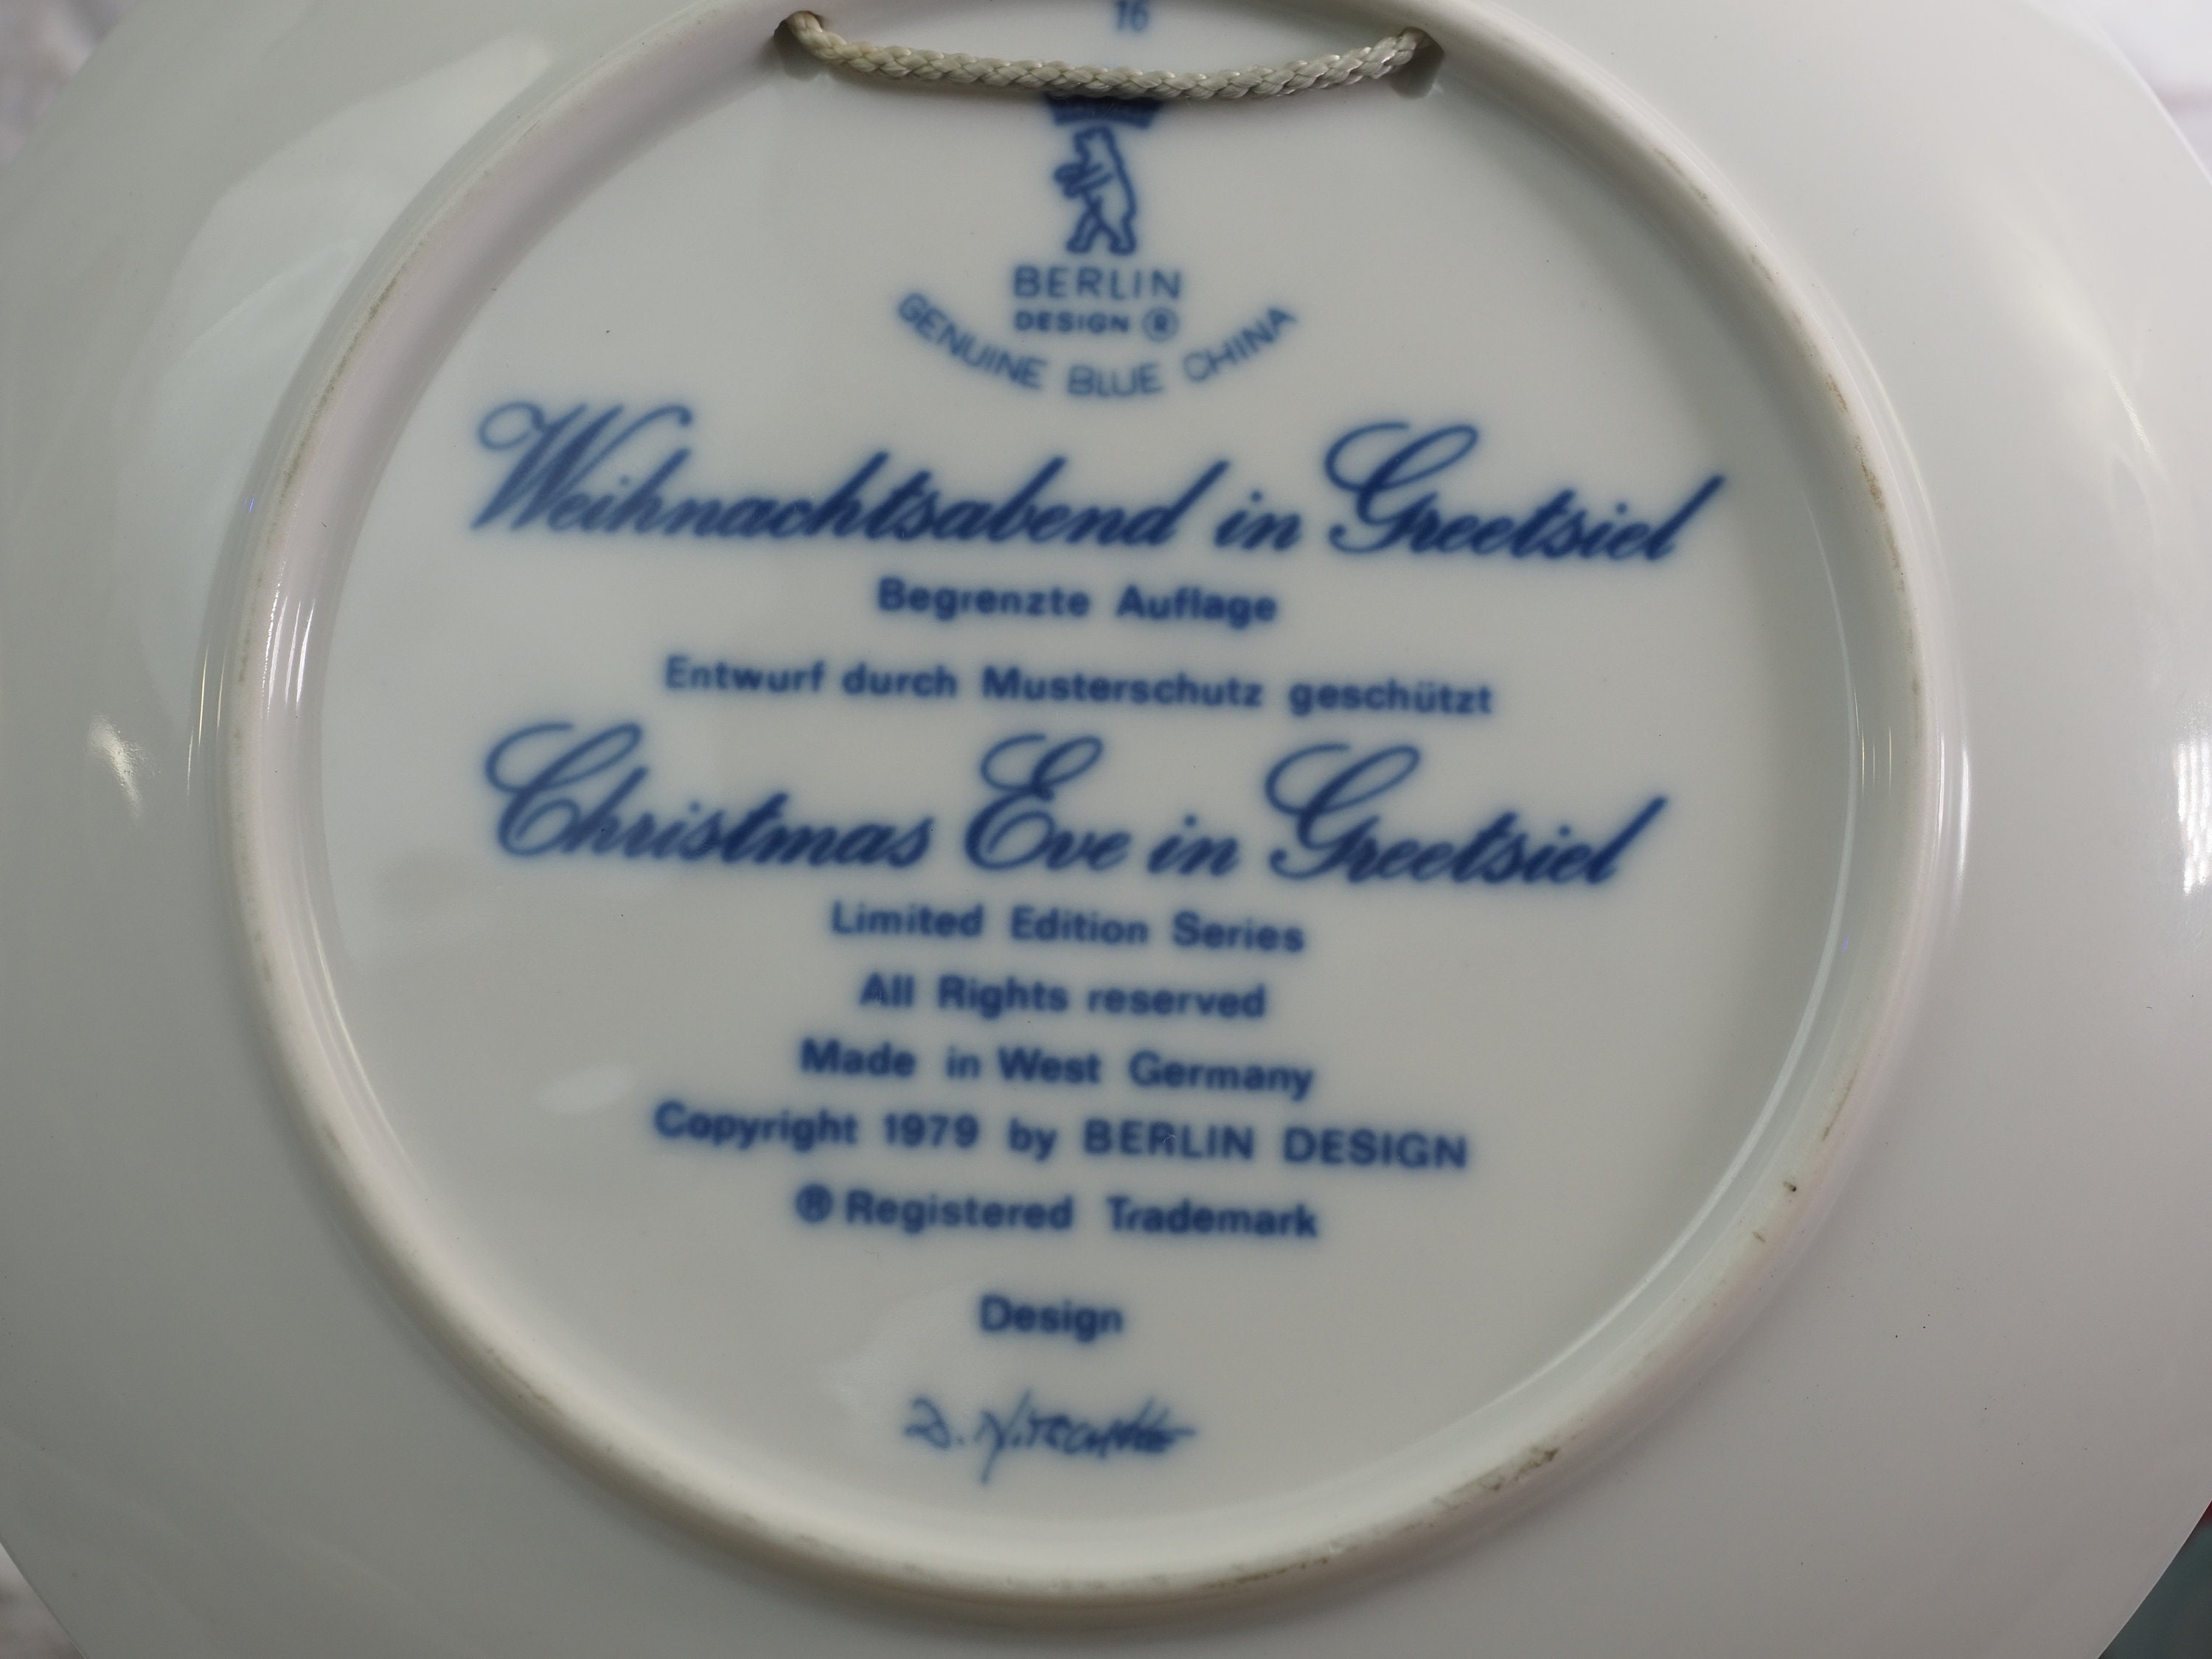 16
BERLIN
DESIGN ®
GENUINE BLUE CHINA
Weihnachtsabend in Greetsiel
Begrenzte Auflage
Entwurf durch Musterschutz geschützt
Christmas Eve in Greetsiel
Limited Edition Series
All Rights reserved
Made in West Germany
Copyright 1979 by BERLIN DESIGN
® Registered Trademark
Design